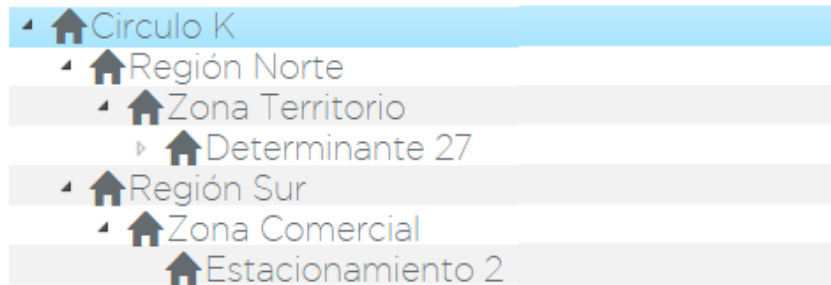 Circulo K
Región Norte
Zona Territorio
Determinante 27
Región Sur
Zona Comercial
Estacionamiento 2